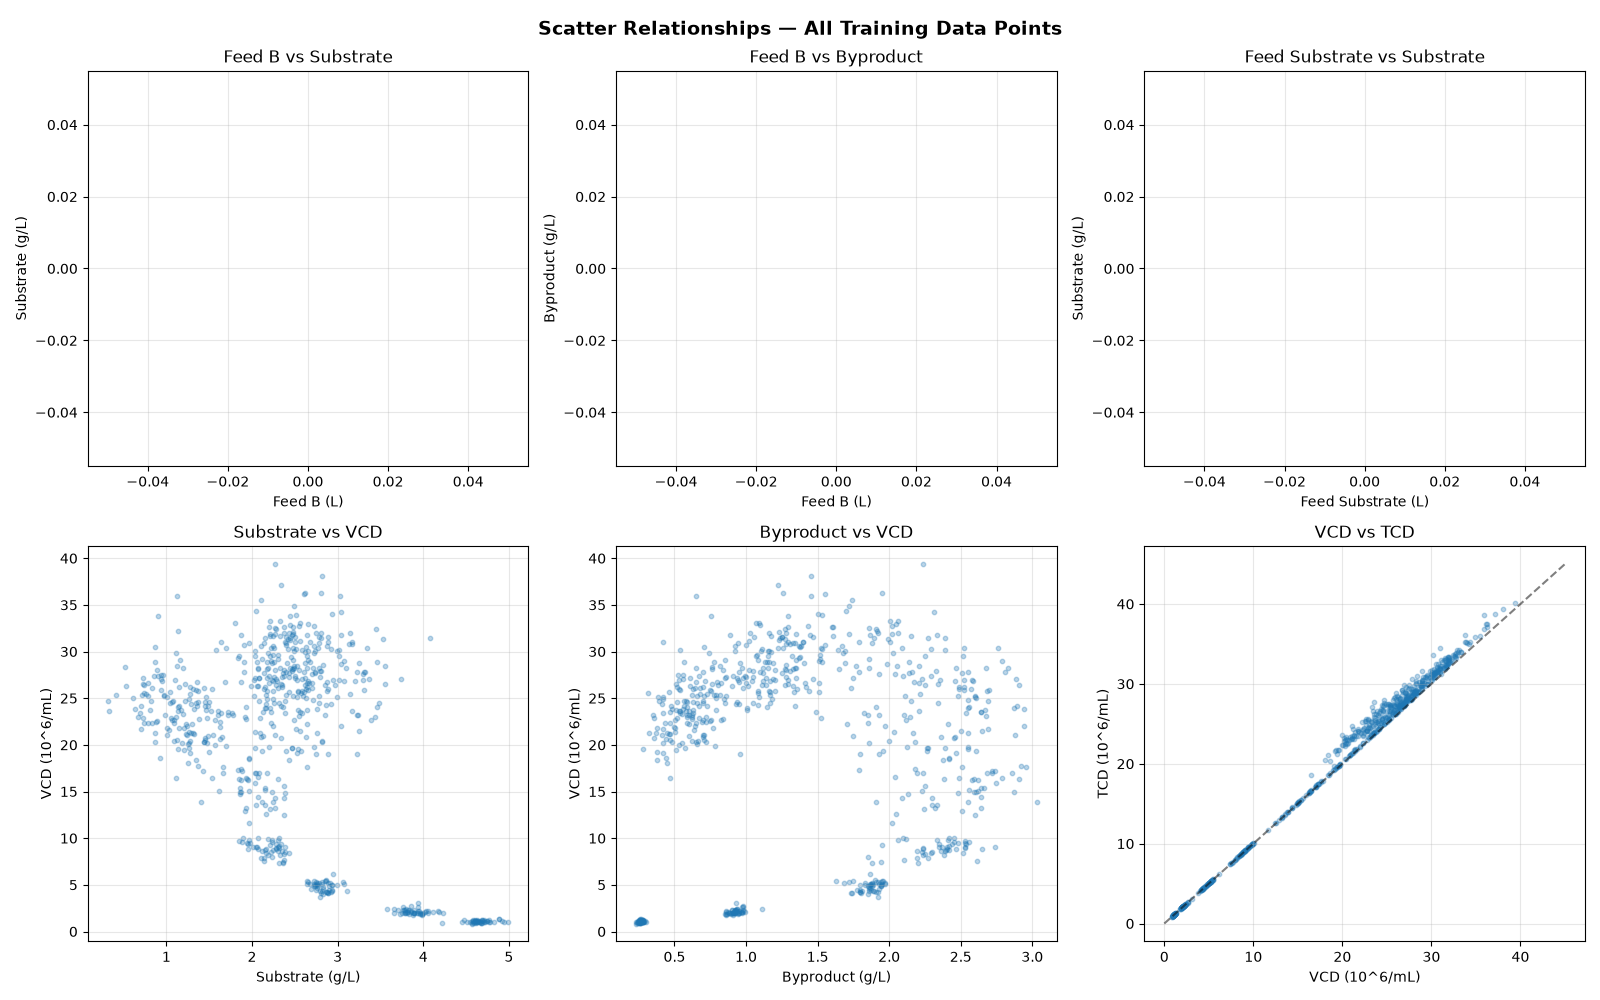 Scatter Relationships — All Training Data Points
Feed B vs Substrate
Substrate (g/L)
0.04
0.02
0.00
−0.02
−0.04
−0.04 −0.02 0.00 0.02 0.04
Feed B (L)
Feed B vs Byproduct
Byproduct (g/L)
0.04
0.02
0.00
−0.02
−0.04
−0.04 −0.02 0.00 0.02 0.04
Feed B (L)
Feed Substrate vs Substrate
Substrate (g/L)
0.04
0.02
0.00
−0.02
−0.04
−0.04 −0.02 0.00 0.02 0.04
Feed Substrate (L)
Substrate vs VCD
VCD (10^6/mL)
40
35
30
25
20
15
10
5
0
1 2 3 4 5
Substrate (g/L)
Byproduct vs VCD
VCD (10^6/mL)
40
35
30
25
20
15
10
5
0
0.5 1.0 1.5 2.0 2.5 3.0
Byproduct (g/L)
VCD vs TCD
TCD (10^6/mL)
40
30
20
10
0
0 10 20 30 40
VCD (10^6/mL)